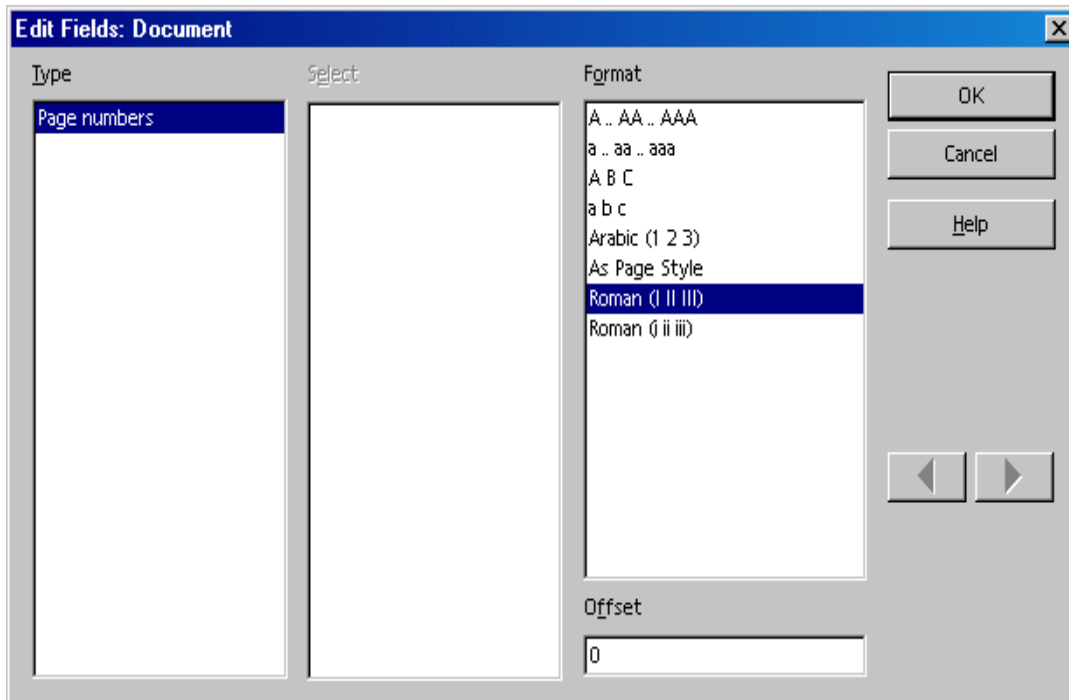 Edit Fields: Document
Type
Page numbers
Select
Format
A .. AA .. AAA
a .. aa .. aaa
A B C
a b c
Arabic (1 2 3)
As Page Style
Roman (I II III)
Roman (i ii iii)
Offset
0
OK
Cancel
Help